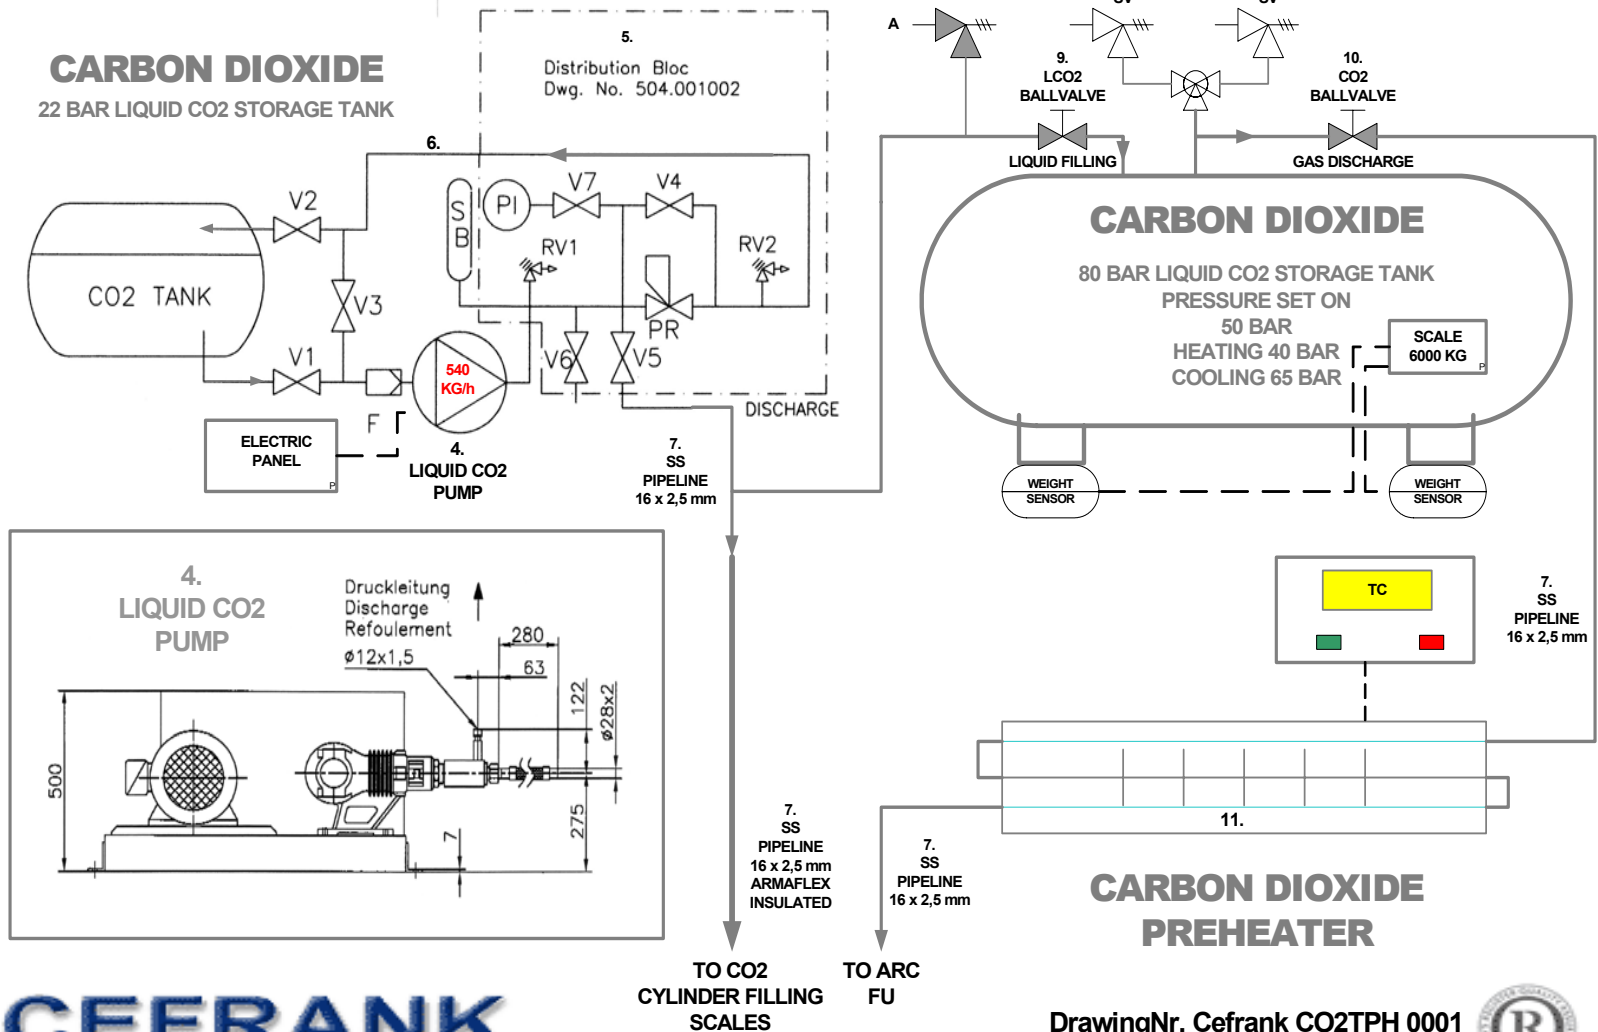 CARBON DIOXIDE
22 BAR LIQUID CO2 STORAGE TANK
5.
Distribution Bloc
Dwg. No. 504.001002
6.
V2
V7
V4
PI
S
B
RV1
RV2
CO2 TANK
V3
PR
V1
V6
V5
540
KG/h
F
DISCHARGE
ELECTRIC
PANEL
P
4.
LIQUID CO2
PUMP
7.
SS
PIPELINE
16 x 2,5 mm
A
SV
SV
9.
LCO2
BALLVALVE
10.
CO2
BALLVALVE
LIQUID FILLING
GAS DISCHARGE
CARBON DIOXIDE
80 BAR LIQUID CO2 STORAGE TANK
PRESSURE SET ON
50 BAR
HEATING 40 BAR
COOLING 65 BAR
SCALE
6000 KG
P
WEIGHT
SENSOR
WEIGHT
SENSOR
4.
LIQUID CO2
PUMP
Druckleitung
Discharge
Refoulement
ø12x1,5
280
63
122
ø28x2
500
7
275
TC
7.
SS
PIPELINE
16 x 2,5 mm
11.
7.
SS
PIPELINE
16 x 2,5 mm
ARMAFLEX
INSULATED
7.
SS
PIPELINE
16 x 2,5 mm
CARBON DIOXIDE
PREHEATER
TO CO2
CYLINDER FILLING
SCALES
TO ARC
FU
CEFRANK
DrawingNr. Cefrank CO2TPH 0001